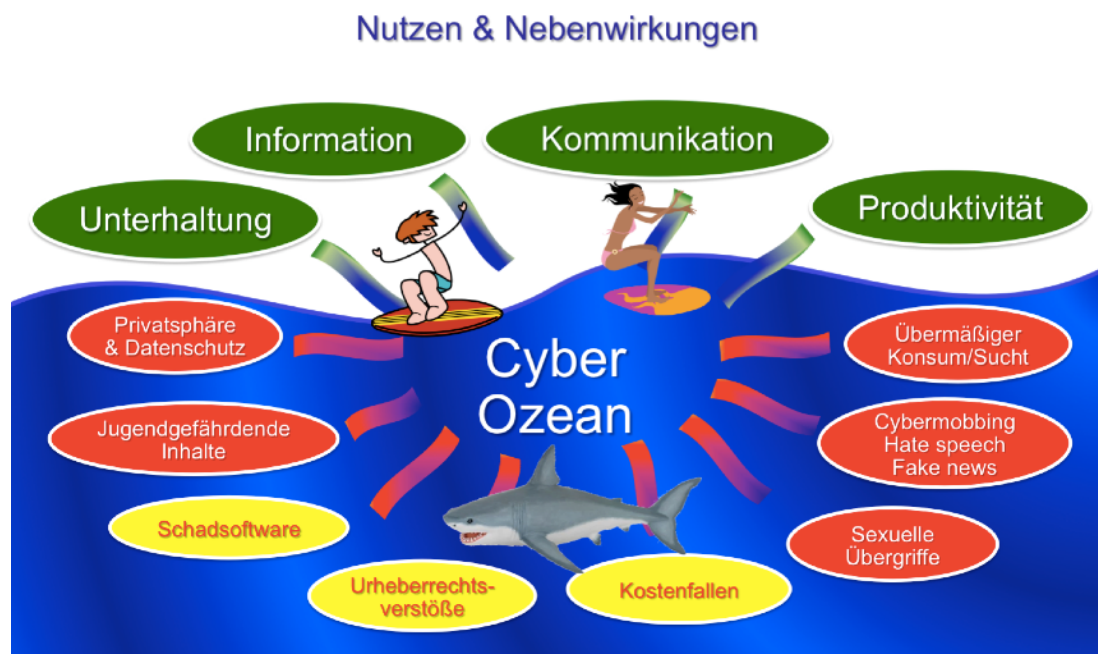 Nutzen & Nebenwirkungen
Information
Kommunikation
Unterhaltung
Produktivität
Privatsphäre
& Datenschutz
Übermäßiger
Konsum/Sucht
Cyber
Ozean
Jugendgefährdende
Inhalte
Cybermobbing
Hate speech
Fake news
Schadsoftware
Sexuelle
Übergriffe
Urheberrechts-
verstöße
Kostenfallen